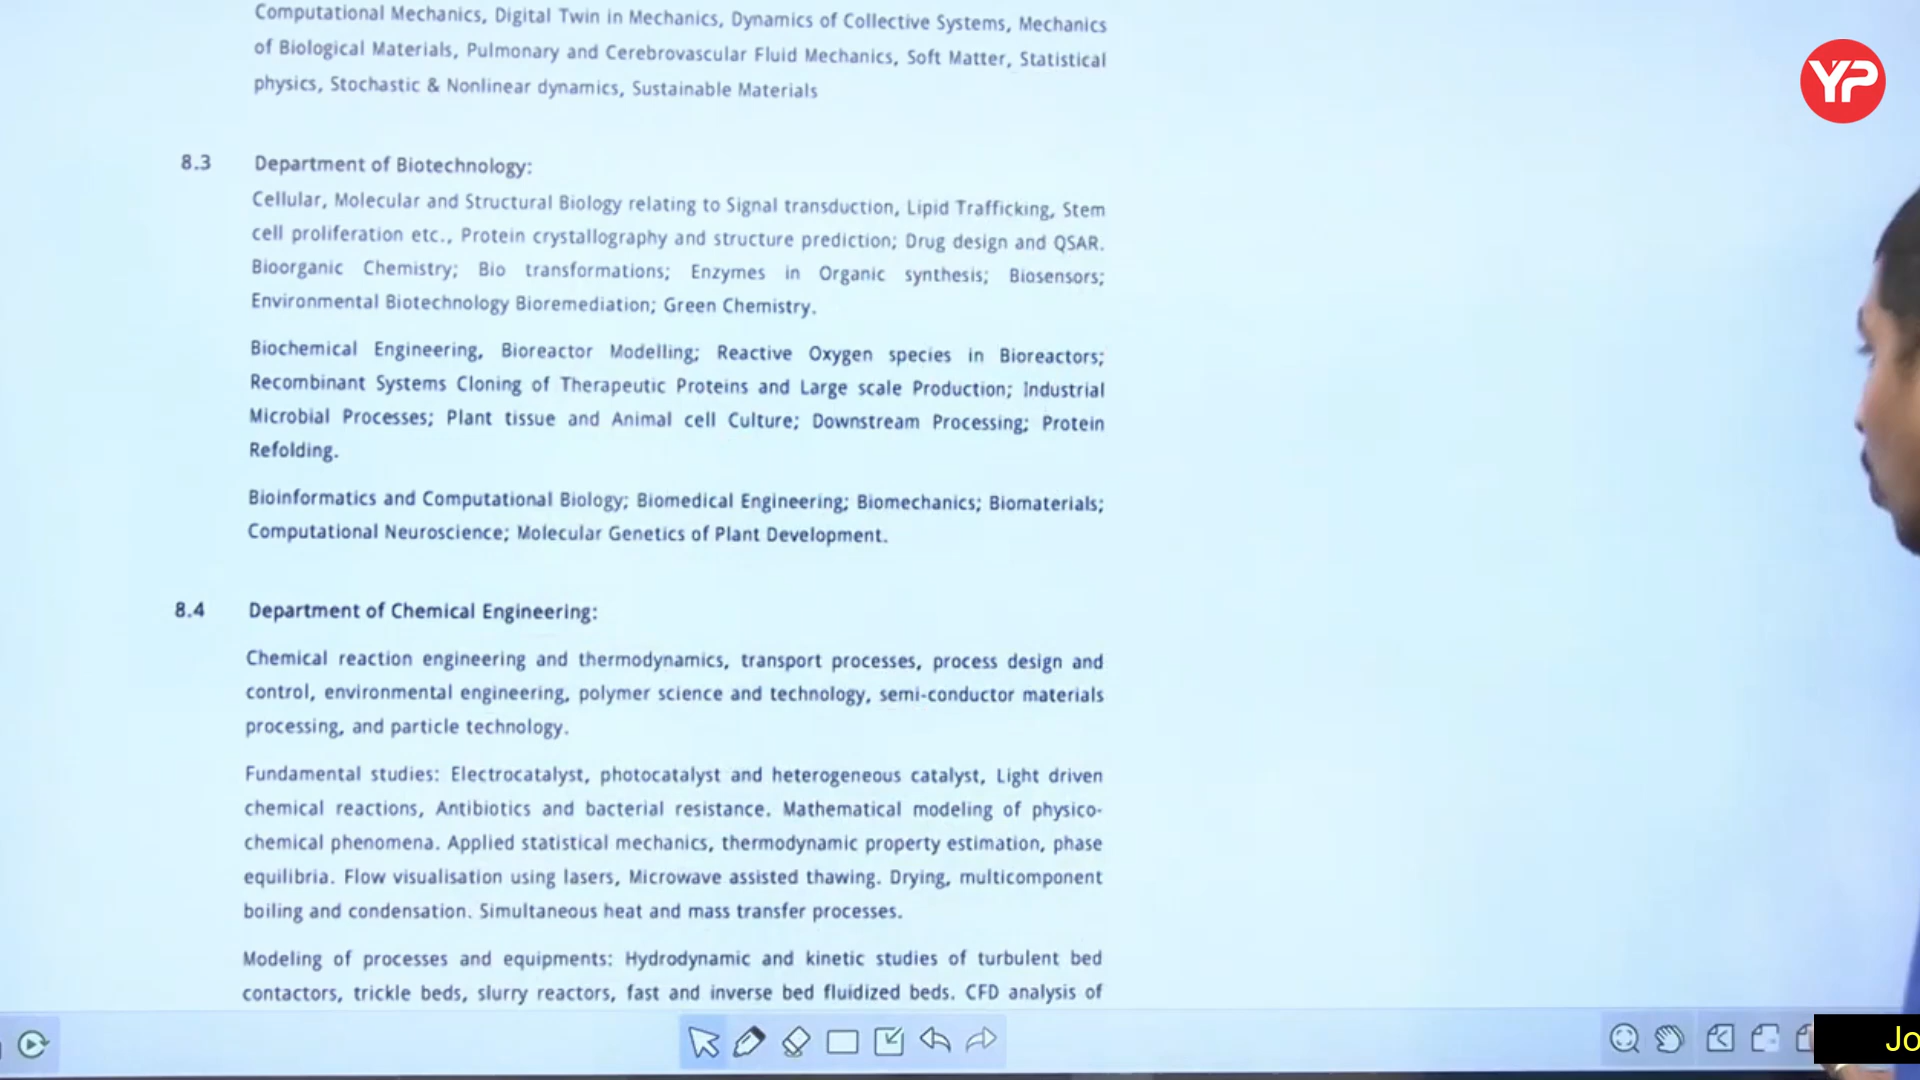 Computational Mechanics, Digital Twin in Mechanics, Dynamics of Collective Systems, Mechanics
of Biological Materials, Pulmonary and Cerebrovascular Fluid Mechanics, Soft Matter, Statistical
physics, Stochastic & Nonlinear dynamics, Sustainable Materials
YP
8.3 Department of Biotechnology:
Cellular, Molecular and Structural Biology relating to Signal transduction, Lipid Trafficking, Stem
cell proliferation etc., Protein crystallography and structure prediction; Drug design and QSAR.
Bioorganic Chemistry; Bio transformations; Enzymes in Organic synthesis; Biosensors;
Environmental Biotechnology Bioremediation; Green Chemistry.
Biochemical Engineering, Bioreactor Modelling; Reactive Oxygen species in Bioreactors;
Recombinant Systems Cloning of Therapeutic Proteins and Large scale Production; Industrial
Microbial Processes; Plant tissue and Animal cell Culture; Downstream Processing; Protein
Refolding.
Bioinformatics and Computational Biology; Biomedical Engineering; Biomechanics; Biomaterials;
Computational Neuroscience; Molecular Genetics of Plant Development.
8.4 Department of Chemical Engineering:
Chemical reaction engineering and thermodynamics, transport processes, process design and
control, environmental engineering, polymer science and technology, semi-conductor materials
processing, and particle technology.
Fundamental studies: Electrocatalyst, photocatalyst and heterogeneous catalyst, Light driven
chemical reactions, Antibiotics and bacterial resistance. Mathematical modeling of physico-
chemical phenomena. Applied statistical mechanics, thermodynamic property estimation, phase
equilibria. Flow visualisation using lasers, Microwave assisted thawing. Drying, multicomponent
boiling and condensation. Simultaneous heat and mass transfer processes.
Modeling of processes and equipments: Hydrodynamic and kinetic studies of turbulent bed
contactors, trickle beds, slurry reactors, fast and inverse bed fluidized beds. CFD analysis of
Jo